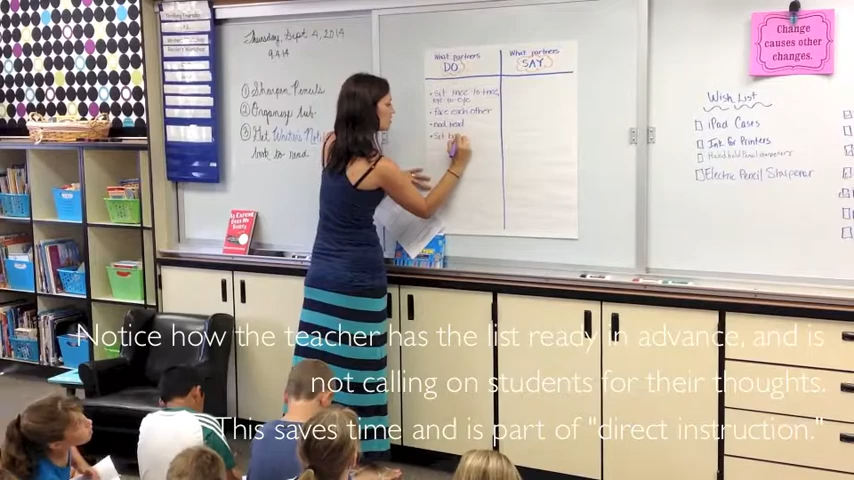 Thursday, Sept. 4, 2014
9.4.14
① Sharpen Pencils
② Organize tub
③ Get Writer's
book to read
What partners
DO
• Sit knee-to-knee,
eye-to-eye
• face each other
• nod head
• Sit
What partners
SAY
Change
causes other
changes.
Wish List
iPad Cases
Ink for Printers
Handheld Pencil Sharpeners
Electric Pencil Sharpener
Notice how the teacher has the list ready in advance, and is
not calling on students for their thoughts.
This saves time and is part of "direct instruction."